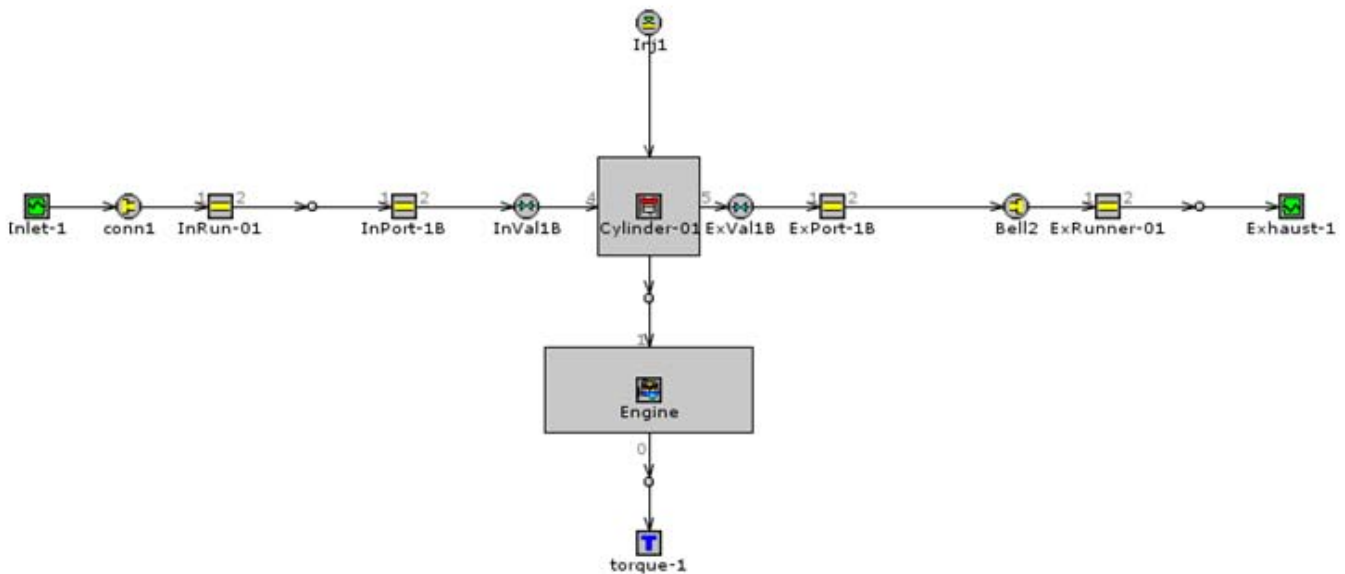 Inj1
1 2 1 2 4 5 1 2 1 2
Inlet-1 conn1 InRun-01 InPort-1B InVal1B Cylinder-01 ExVal1B ExPort-1B Bell2 ExRunner-01 Exhaust-1
1
Engine
0
T
torque-1